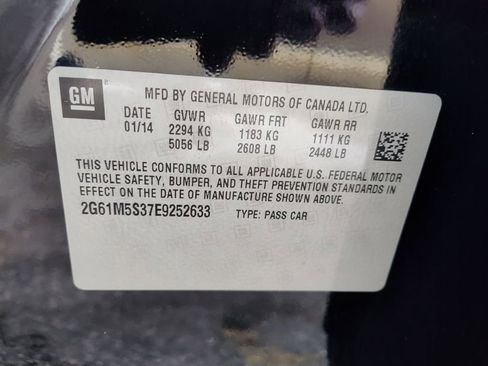 GM
MFD BY GENERAL MOTORS OF CANADA LTD.
DATE GVWR GAWR FRT GAWR RR
01/14 2294 KG 1183 KG 1111 KG
5056 LB 2608 LB 2448 LB
THIS VEHICLE CONFORMS TO ALL APPLICABLE U.S. FEDERAL MOTOR
VEHICLE SAFETY, BUMPER, AND THEFT PREVENTION STANDARDS IN
EFFECT ON THE DATE OF MANUFACTURE SHOWN ABOVE.
2G61M5S37E9252633 TYPE: PASS CAR